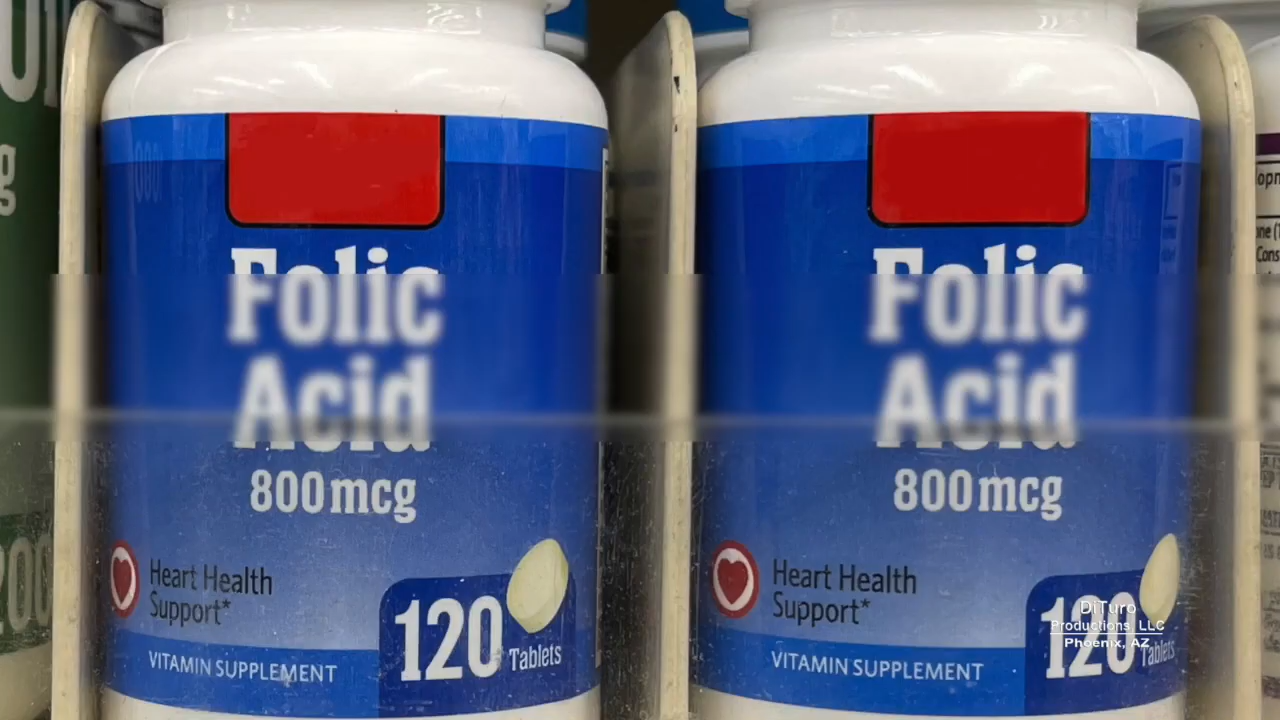 Folic
Acid
800 mcg
Heart Health
Support*
120
Tablets
VITAMIN SUPPLEMENT
Folic
Acid
800 mcg
Heart Health
Support*
120
Tablets
VITAMIN SUPPLEMENT
DiTuro
Productions, LLC
Phoenix, AZ
200